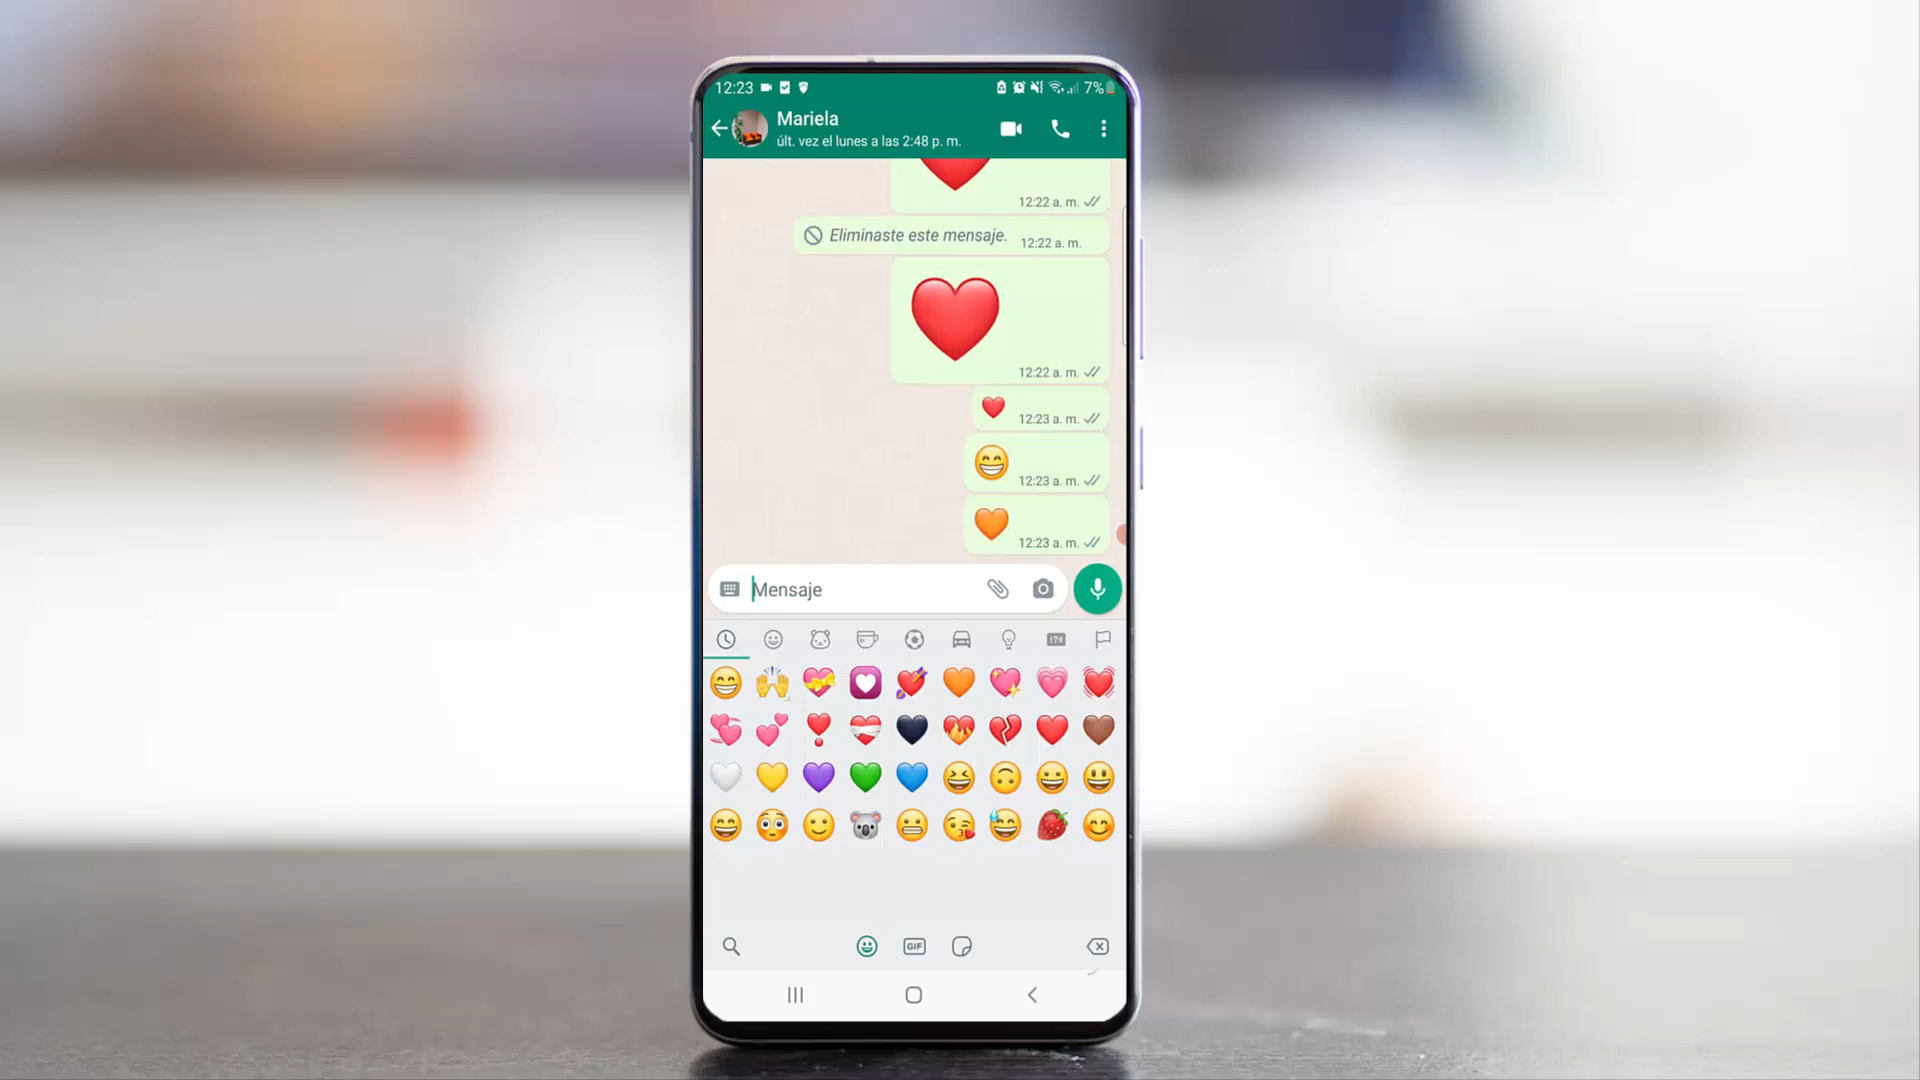 12:23
7%
Mariela
últ. vez el lunes a las 2:48 p. m.
12:22 a. m.
Eliminaste este mensaje. 12:22 a. m.
12:22 a. m.
12:23 a. m.
12:23 a. m.
12:23 a. m.
Mensaje
!?#
GIF